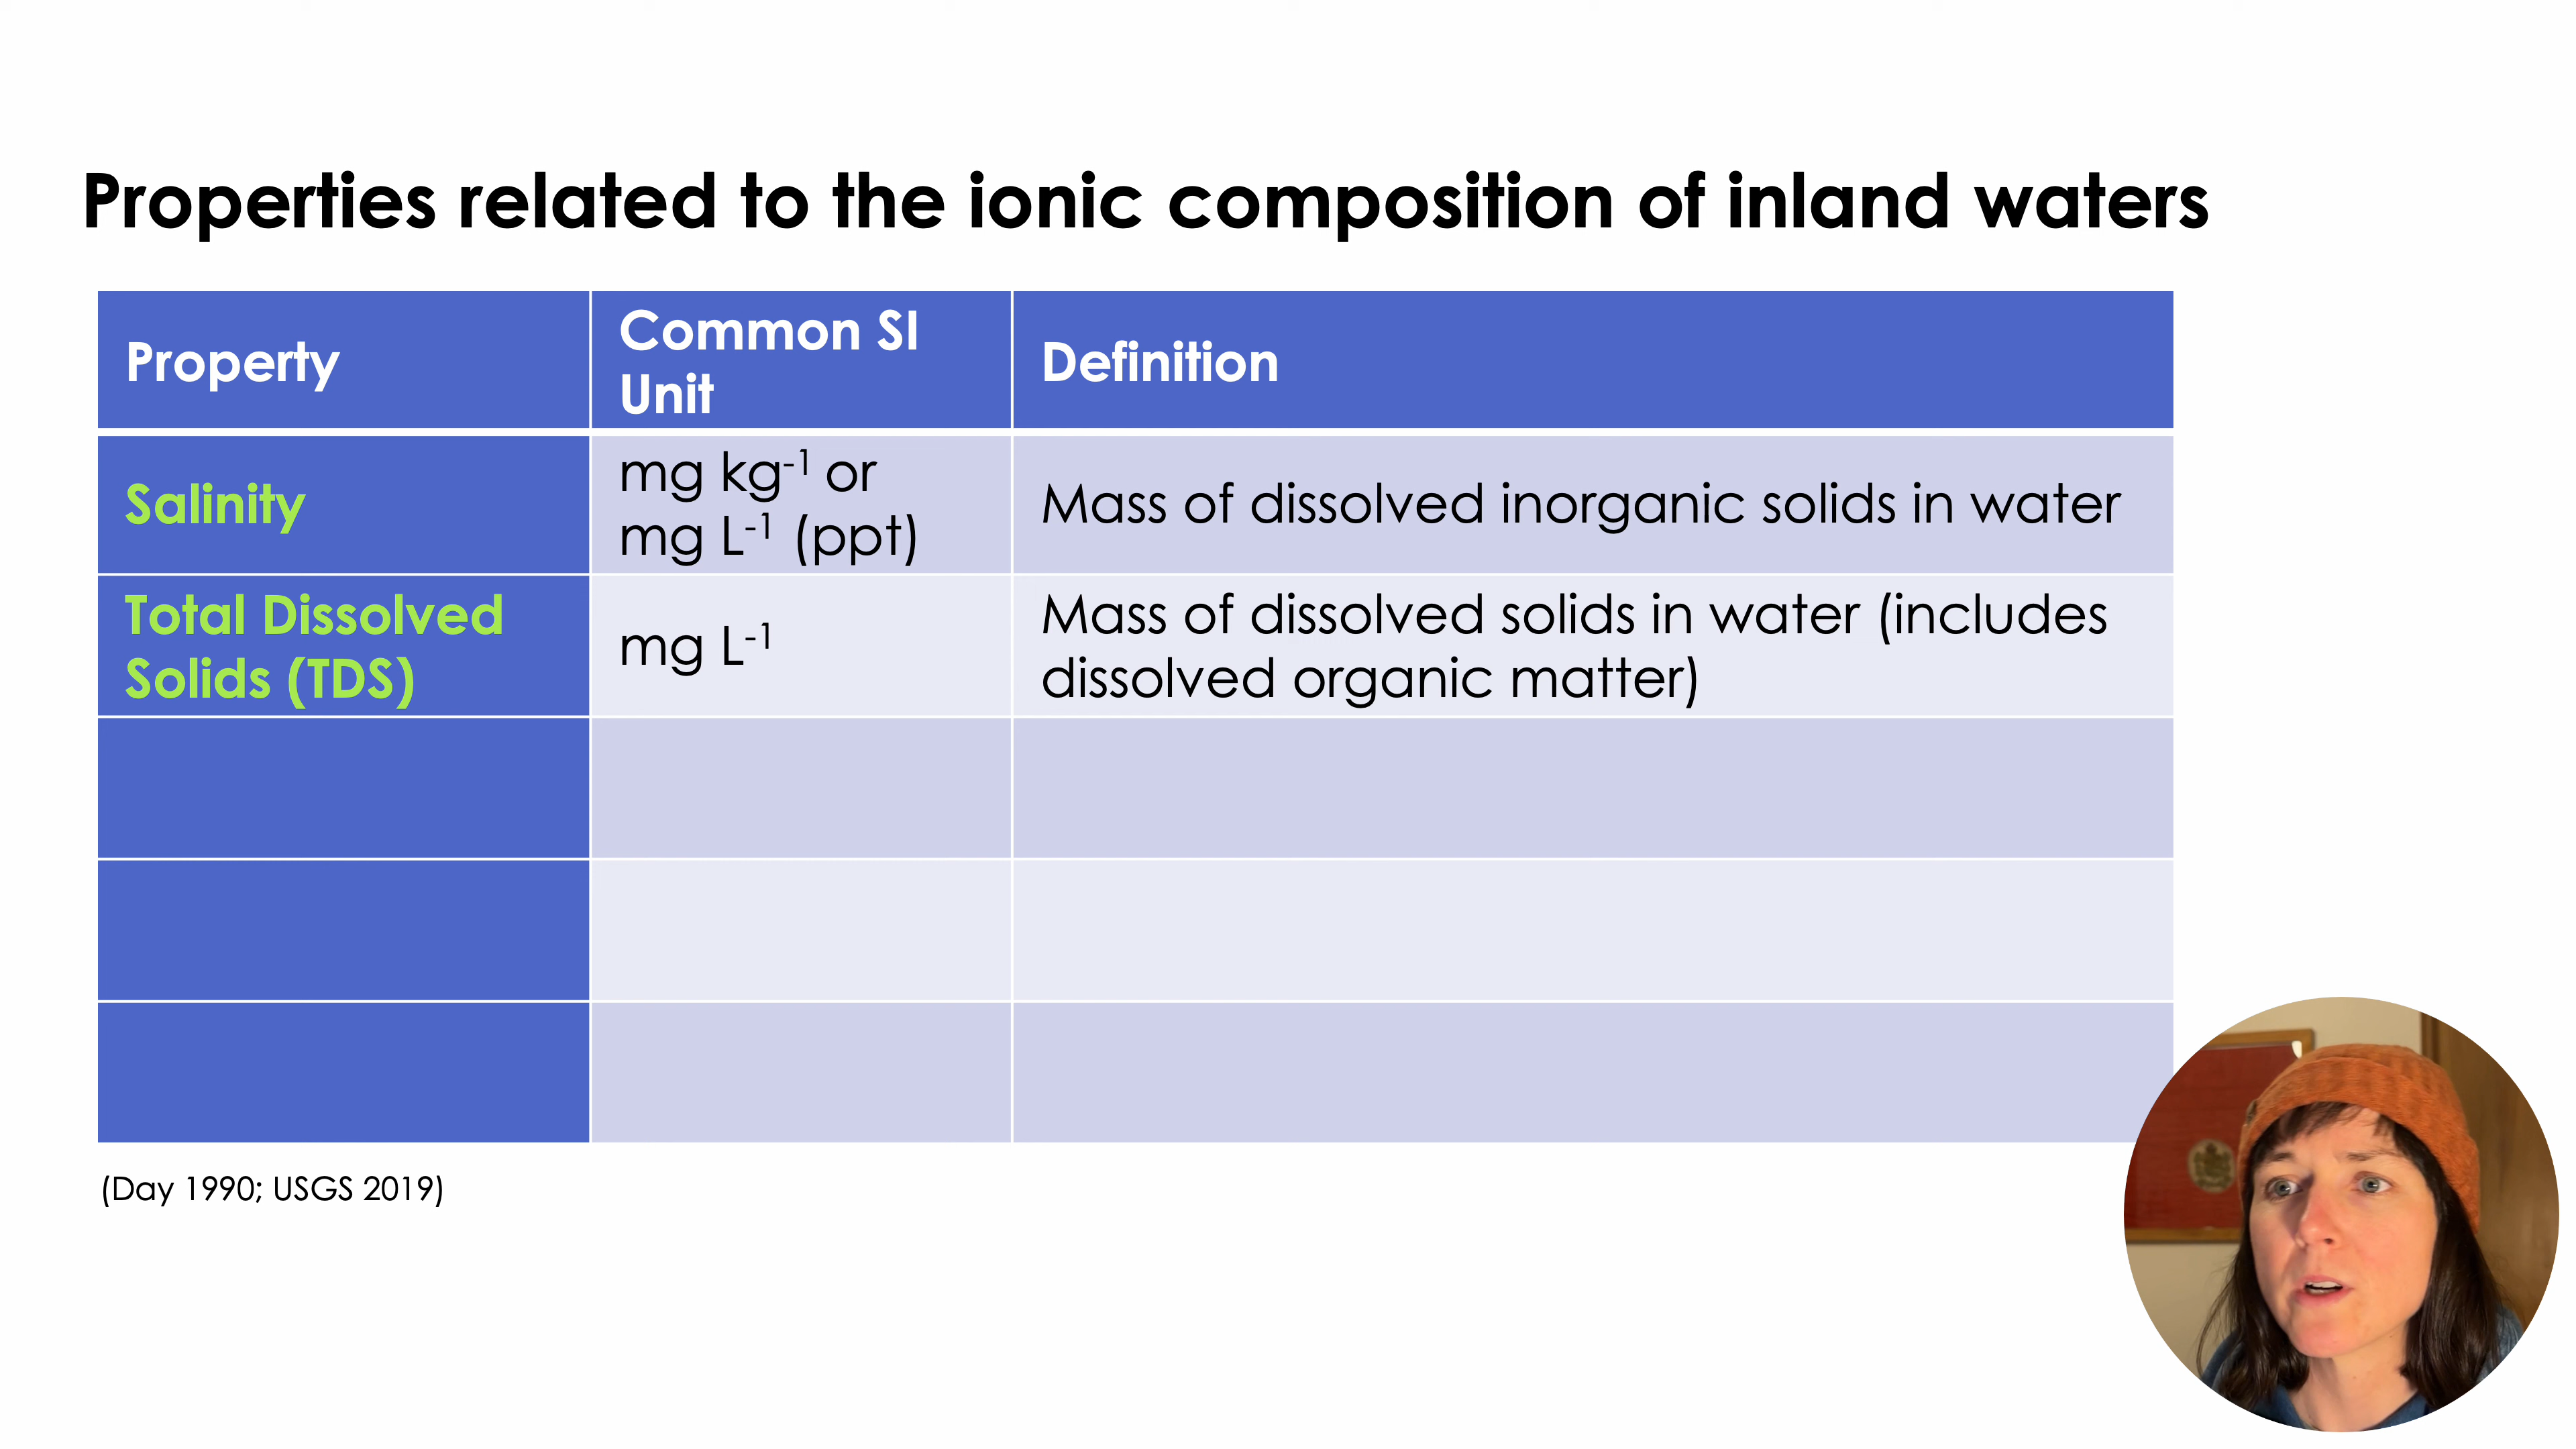 Properties related to the ionic composition of inland waters
Property
Common SI
Unit
Definition
Salinity
mg kg⁻¹ or
mg L⁻¹ (ppt)
Mass of dissolved inorganic solids in water
Total Dissolved
Solids (TDS)
mg L⁻¹
Mass of dissolved solids in water (includes
dissolved organic matter)
(Day 1990; USGS 2019)